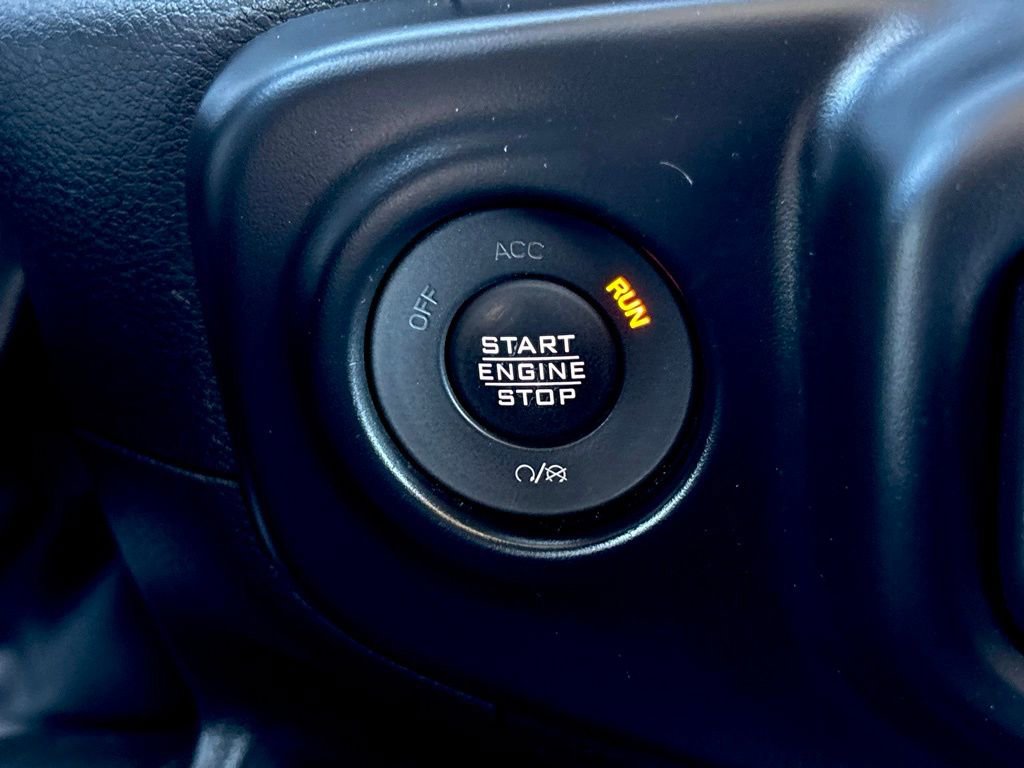 ACC
OFF
RUN
START
ENGINE
STOP